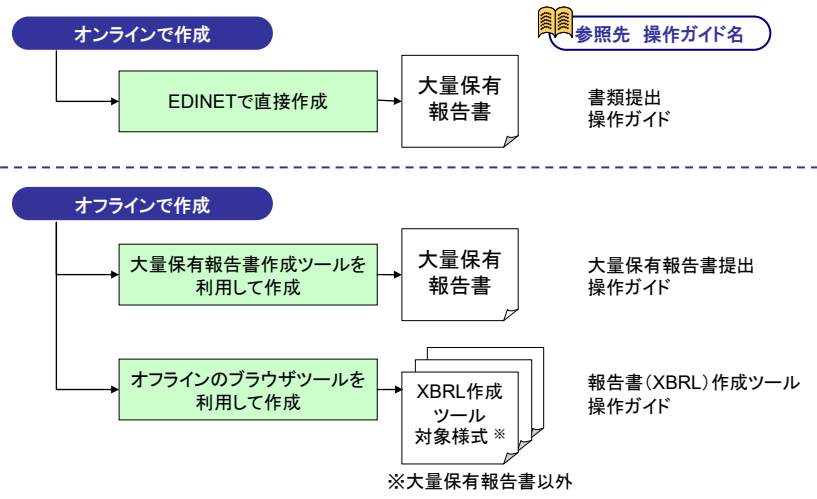 オンラインで作成
参照先 操作ガイド名
EDINETで直接作成
大量保有
報告書
書類提出
操作ガイド
オフラインで作成
大量保有報告書作成ツールを
利用して作成
大量保有
報告書
大量保有報告書提出
操作ガイド
オフラインのブラウザツールを
利用して作成
XBRL作成
ツール
対象様式 ※
報告書（XBRL）作成ツール
操作ガイド
※大量保有報告書以外